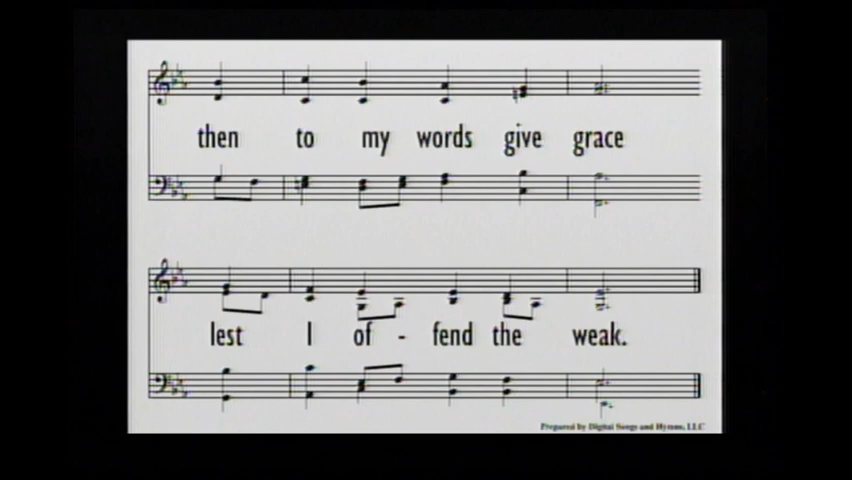 then to my words give grace
lest I of - fend the weak.
Prepared by Digital Songs and Hymns, LLC